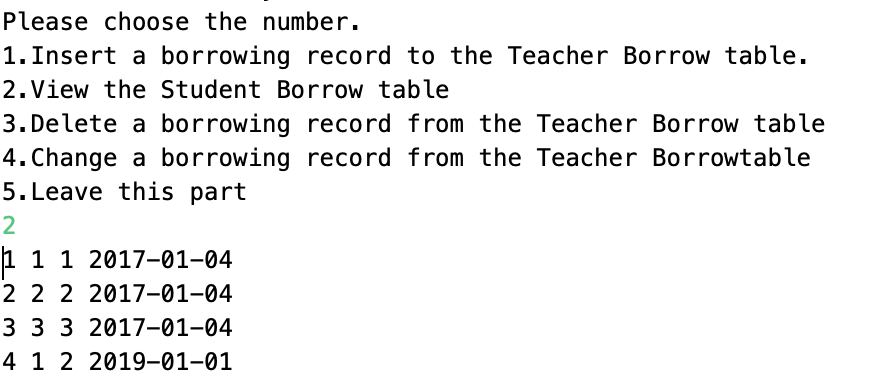 Please choose the number.
1.Insert a borrowing record to the Teacher Borrow table.
2.View the Student Borrow table
3.Delete a borrowing record from the Teacher Borrow table
4.Change a borrowing record from the Teacher Borrowtable
5.Leave this part
2
1 1 1 2017-01-04
2 2 2 2017-01-04
3 3 3 2017-01-04
4 1 2 2019-01-01